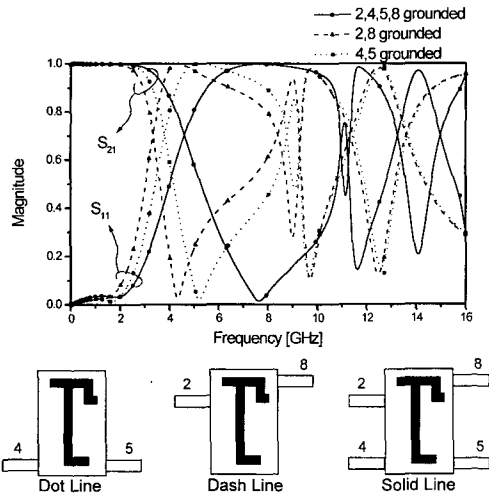 2,4,5,8 grounded
2,8 grounded
4,5 grounded
1.0
0.8
0.6
0.4
0.2
0.0
Magnitude
S21
S11
0 2 4 6 8 10 12 14 16
Frequency [GHz]
4 5
Dot Line
2 8
Dash Line
2 8
4 5
Solid Line